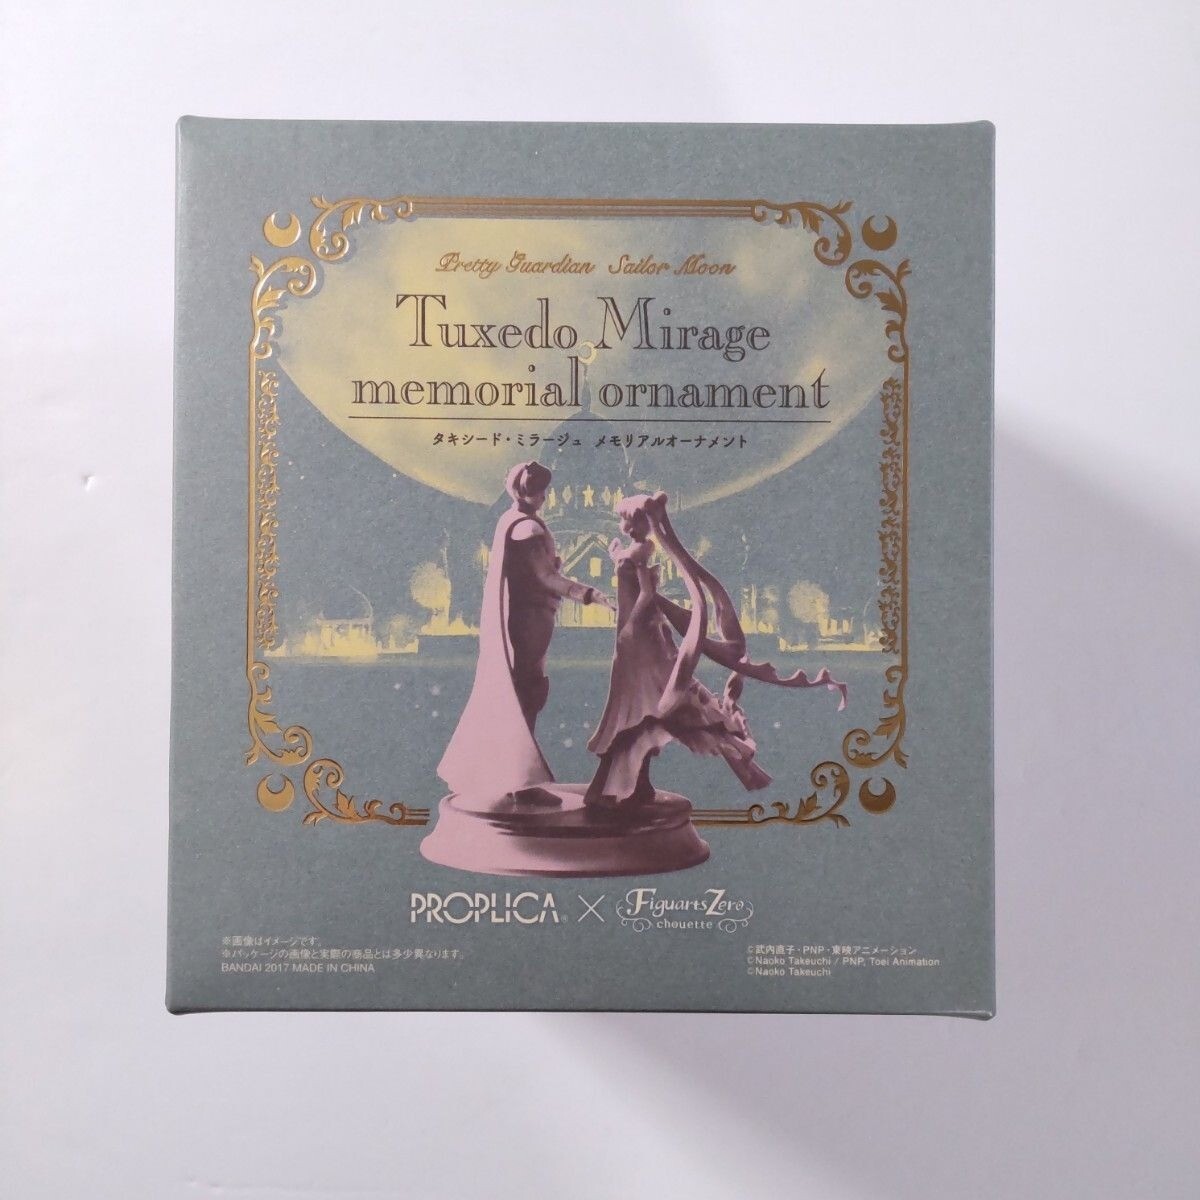 Pretty Guardian Sailor Moon
Tuxedo Mirage
memorial ornament
タキシード・ミラージュ メモリアルオーナメント
PROPLICA® × FiguartsZero
chouette
※画像はイメージです。
※パッケージの画像と実際の商品とは多少異なります。
BANDAI 2017 MADE IN CHINA
©武内直子・PNP・東映アニメーション
©Naoko Takeuchi / PNP, Toei Animation
©Naoko Takeuchi